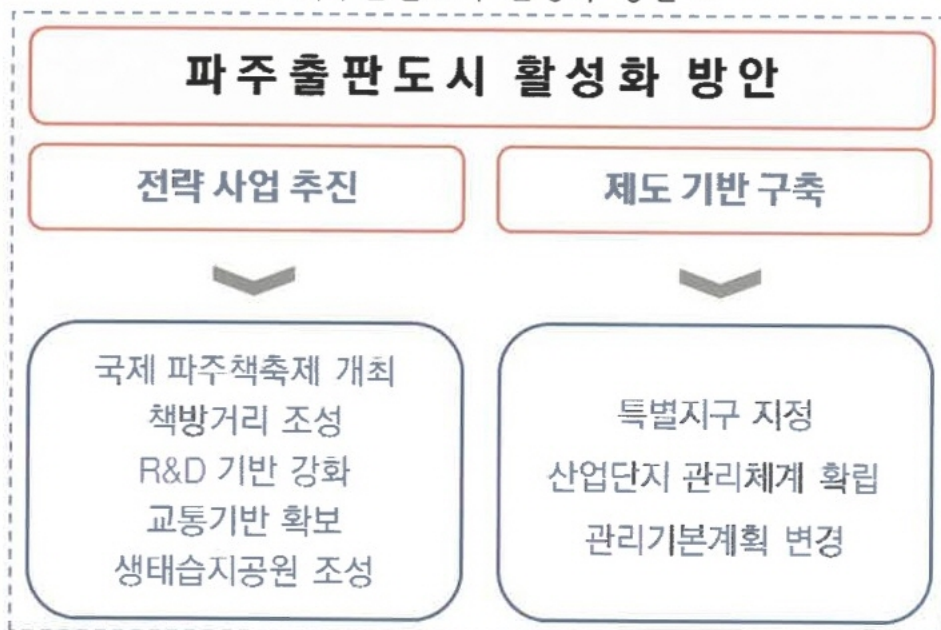 파주출판도시 활성화 방안
전략 사업 추진
제도 기반 구축
국제 파주책축제 개최
책방거리 조성
R&D 기반 강화
교통기반 확보
생태습지공원 조성
특별지구 지정
산업단지 관리체계 확립
관리기본계획 변경